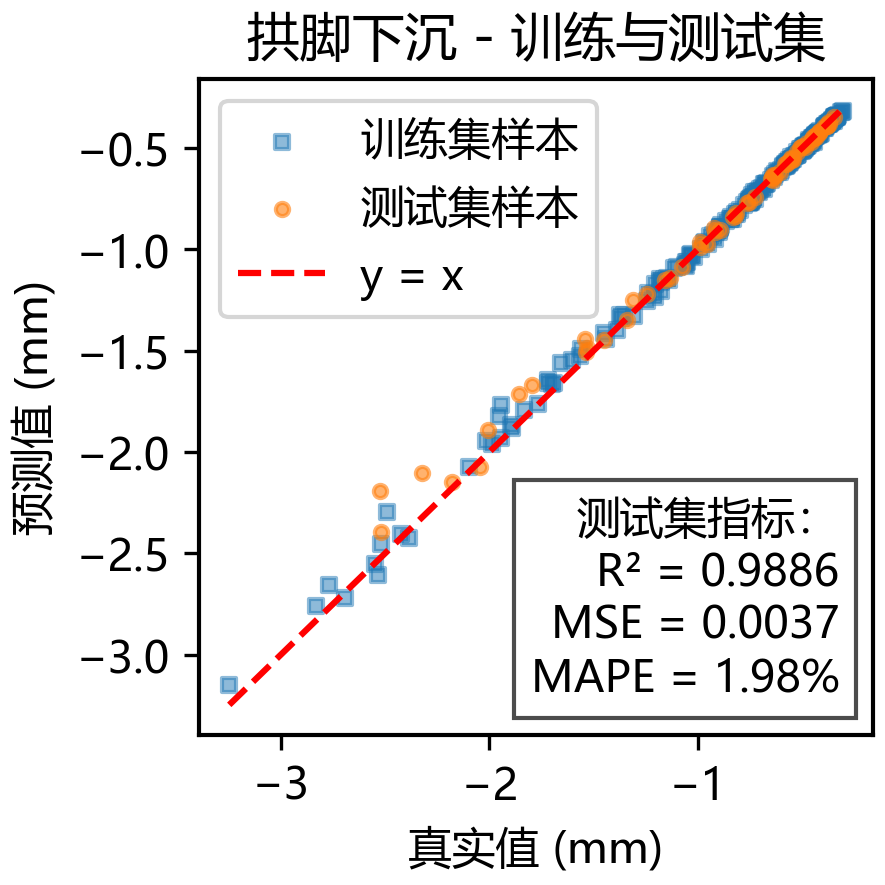 拱脚下沉 - 训练与测试集
训练集样本
测试集样本
y = x
−0.5
−1.0
−1.5
−2.0
−2.5
−3.0
预测值 (mm)
测试集指标：
R² = 0.9886
MSE = 0.0037
MAPE = 1.98%
−3
−2
−1
真实值 (mm)